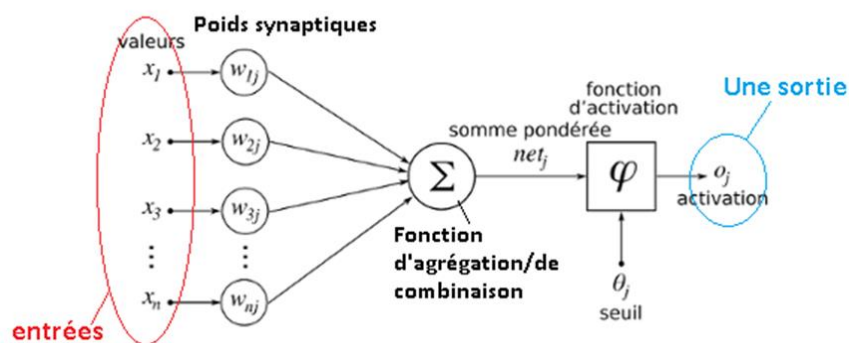 Poids synaptiques
valeurs
x1
w1j
x2
w2j
x3
w3j
⋮
⋮
xn
wnj
entrées
Σ
Fonction
d'agrégation/de
combinaison
somme pondérée
netj
fonction
d'activation
φ
θj
seuil
Une sortie
oj
activation